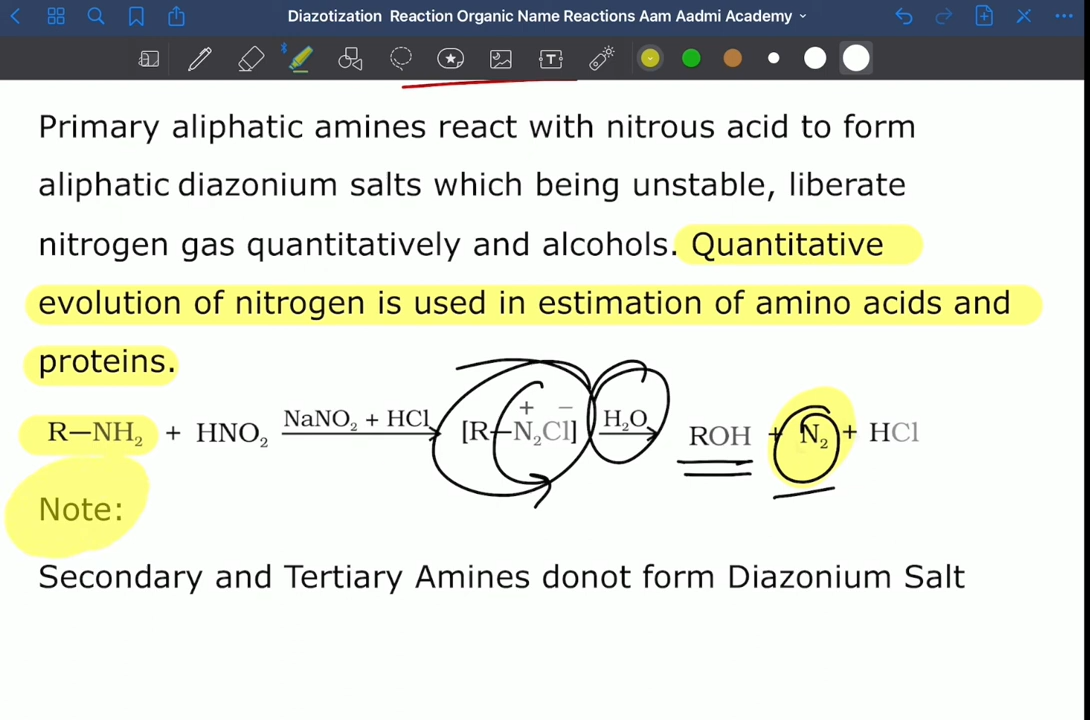 Diazotization Reaction Organic Name Reactions Aam Aadmi Academy
T
Primary aliphatic amines react with nitrous acid to form
aliphatic diazonium salts which being unstable, liberate
nitrogen gas quantitatively and alcohols. Quantitative
evolution of nitrogen is used in estimation of amino acids and
proteins.
R—NH₂ + HNO₂ NaNO₂ + HCl → [R—N₂⁺Cl⁻] H₂O → ROH + N₂ + HCl
Note:
Secondary and Tertiary Amines donot form Diazonium Salt